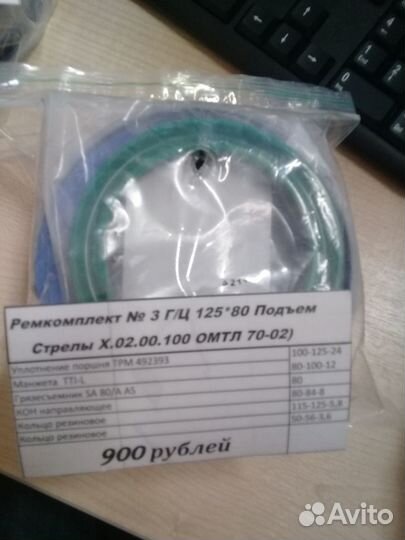 Ремкомплект № 3 Г/Ц 125*80 Подъем
Стрелы Х.02.00.100 ОМТЛ 70-02)
Уплотнение поршня ТРМ 492393 100-125-24
Манжета TTI-L 80-100-12
Грязесъемник SA 80/A A5 80
КОН направляющее 80-84-8
Кольцо резиновое 115-125-5,8
Кольцо резиновое 50-56-3,6
900 рублей
Avito